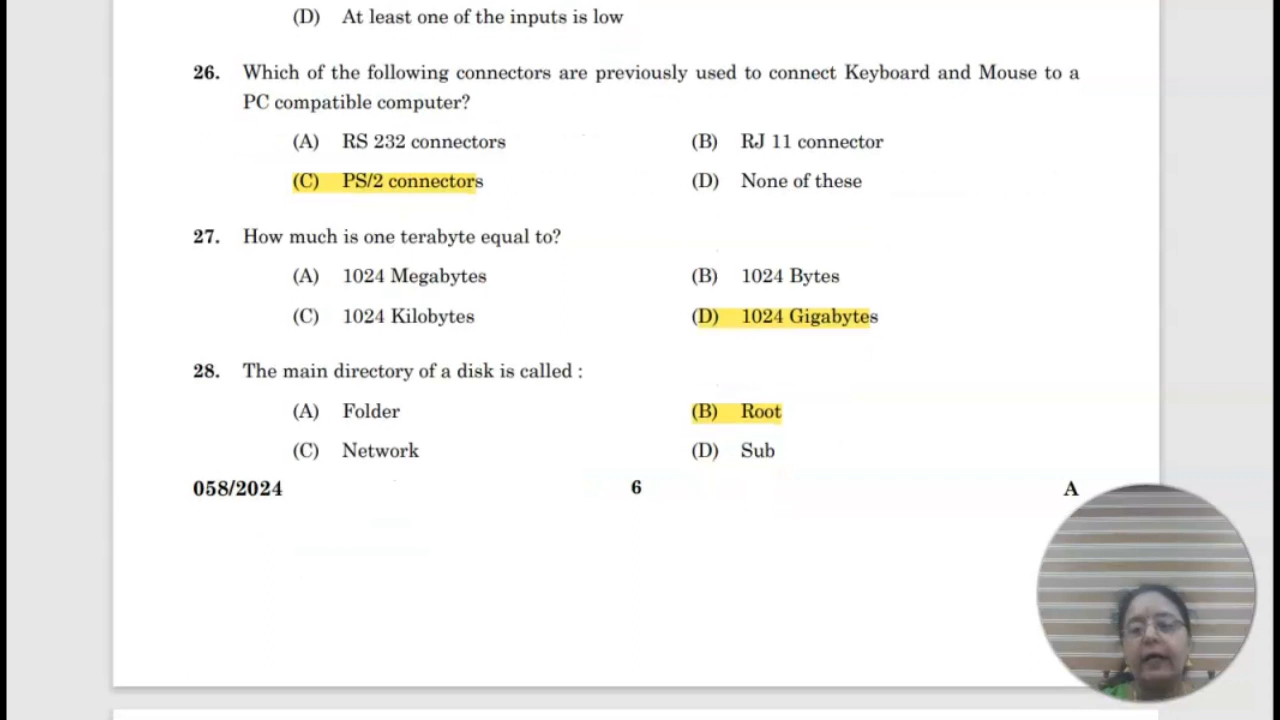 (D) At least one of the inputs is low
26. Which of the following connectors are previously used to connect Keyboard and Mouse to a
PC compatible computer?
(A) RS 232 connectors (B) RJ 11 connector
(C) PS/2 connectors (D) None of these
27. How much is one terabyte equal to?
(A) 1024 Megabytes (B) 1024 Bytes
(C) 1024 Kilobytes (D) 1024 Gigabytes
28. The main directory of a disk is called :
(A) Folder (B) Root
(C) Network (D) Sub
058/2024 6 A